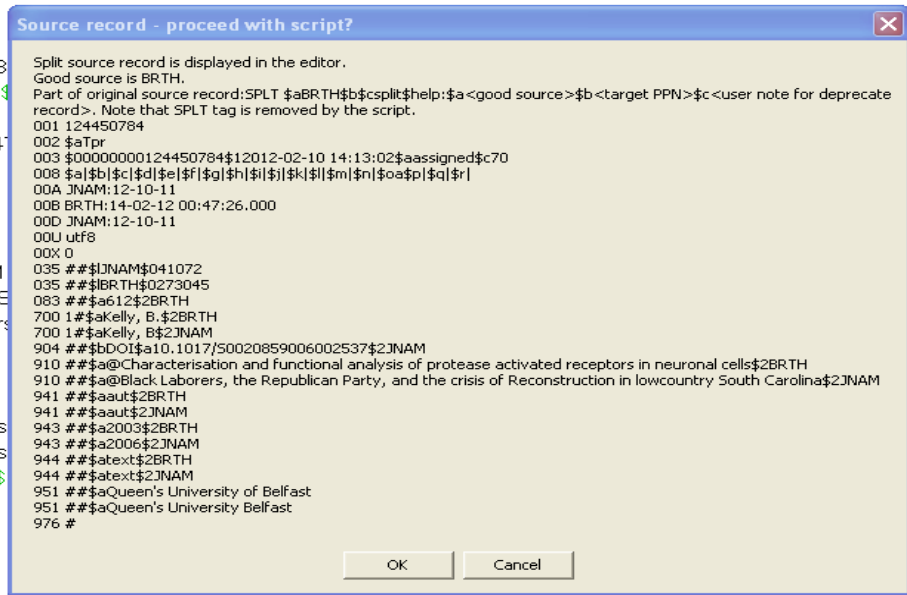 Source record - proceed with script?
Split source record is displayed in the editor.
Good source is BRTH.
Part of original source record:SPLT $aBRTH$b$csplit$help:$a<good source>$b<target PPN>$c<user note for deprecate
record>. Note that SPLT tag is removed by the script.
001 124450784
002 $aTpr
003 $00000000124450784$12012-02-10 14:13:02$aassigned$c70
008 $a|$b|$c|$d|$e|$f|$g|$h|$i|$j|$k|$l|$m|$n|$oa$p|$q|$r|
00A JNAM:12-10-11
00B BRTH:14-02-12 00:47:26.000
00D JNAM:12-10-11
00U utf8
00X 0
035 ##$lJNAM$041072
035 ##$lBRTH$0273045
083 ##$a612$2BRTH
700 1#$aKelly, B.$2BRTH
700 1#$aKelly, B$2JNAM
904 ##$bDOI$a10.1017/S0020859006002537$2JNAM
910 ##$a@Characterisation and functional analysis of protease activated receptors in neuronal cells$2BRTH
910 ##$a@Black Laborers, the Republican Party, and the crisis of Reconstruction in lowcountry South Carolina$2JNAM
941 ##$aaut$2BRTH
941 ##$aaut$2JNAM
943 ##$a2003$2BRTH
943 ##$a2006$2JNAM
944 ##$atext$2BRTH
944 ##$atext$2JNAM
951 ##$aQueen's University of Belfast
951 ##$aQueen's University Belfast
976 #
OK
Cancel